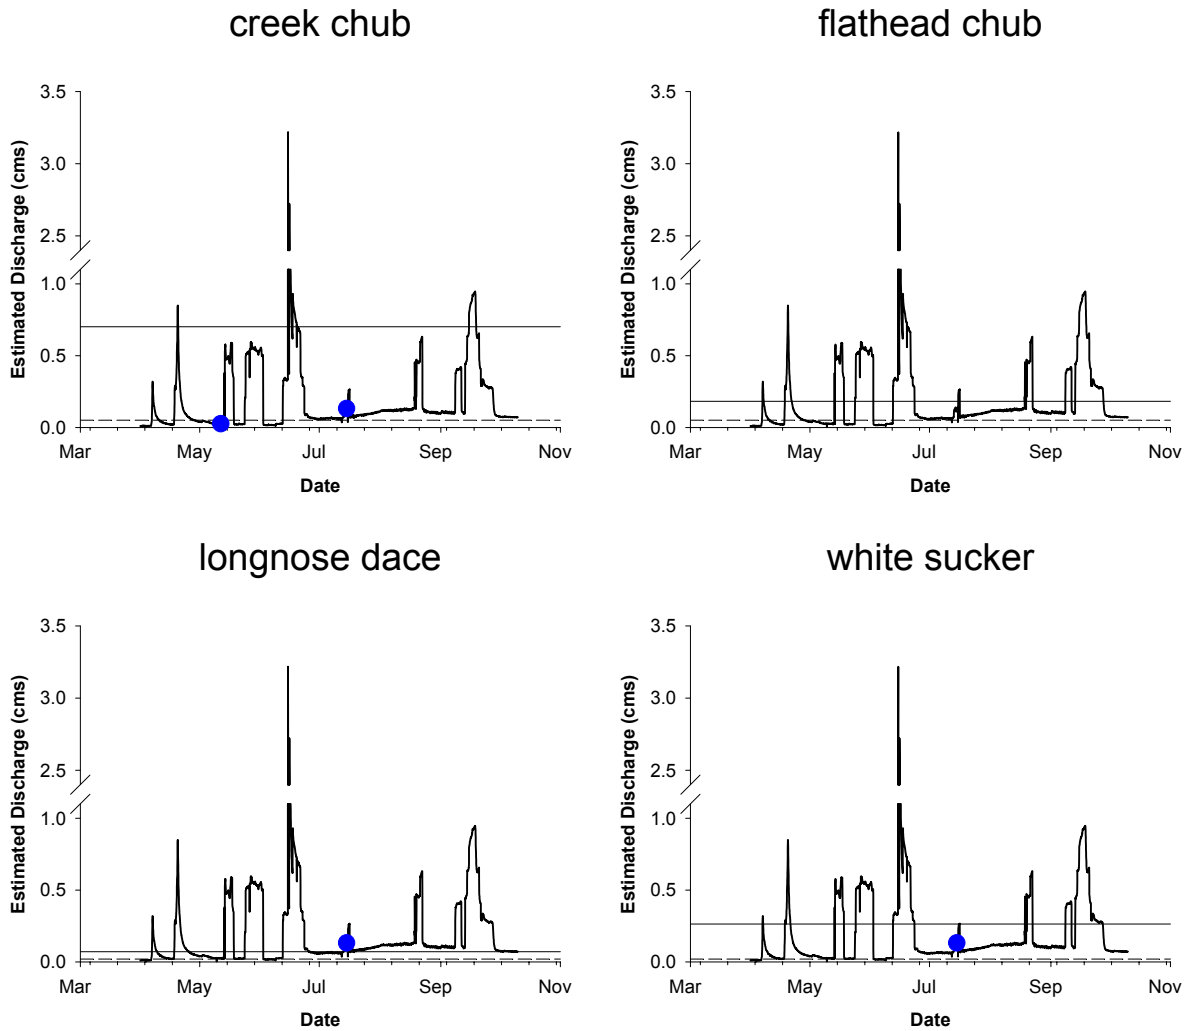 creek chub
flathead chub
3.5
3.0
2.5
1.0
0.5
0.0
Estimated Discharge (cms)
Mar May Jul Sep Nov
Date
3.5
3.0
2.5
1.0
0.5
0.0
Estimated Discharge (cms)
Mar May Jul Sep Nov
Date
longnose dace
white sucker
3.5
3.0
2.5
1.0
0.5
0.0
Estimated Discharge (cms)
Mar May Jul Sep Nov
Date
3.5
3.0
2.5
1.0
0.5
0.0
Estimated Discharge (cms)
Mar May Jul Sep Nov
Date